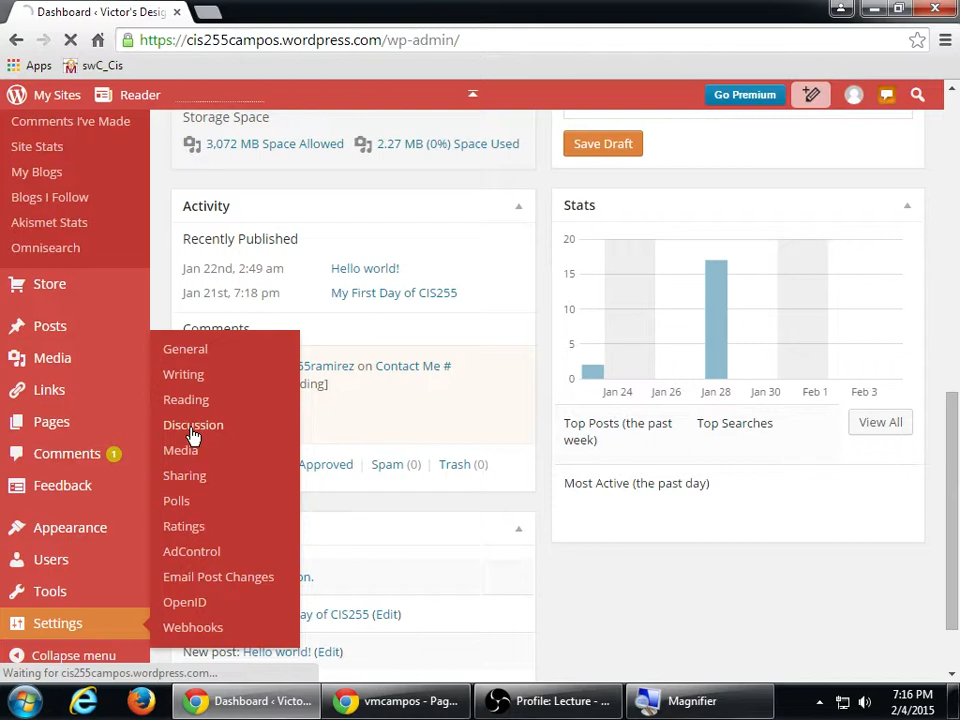 Dashboard ‹ Victor's Desig
https://cis255campos.wordpress.com/wp-admin/
Apps swC_Cis
My Sites Reader Go Premium
Comments I've Made
Site Stats
My Blogs
Blogs I Follow
Akismet Stats
Omnisearch
Store
Posts
Media
Links
Pages
Comments 1
Feedback
Appearance
Users
Tools
Settings
Collapse menu
General
Writing
Reading
Discussion
Media
Sharing
Polls
Ratings
AdControl
Email Post Changes
OpenID
Webhooks
Storage Space
3,072 MB Space Allowed 2.27 MB (0%) Space Used
Activity
Recently Published
Jan 22nd, 2:49 am Hello world!
Jan 21st, 7:18 pm My First Day of CIS255
Comments
55ramirez on Contact Me #
ding]
Approved | Spam (0) | Trash (0)
on.
ay of CIS255 (Edit)
New post: Hello world! (Edit)
Save Draft
Stats
20
15
10
5
0
Jan 24 Jan 26 Jan 28 Jan 30 Feb 1 Feb 3
Top Posts (the past week)
Top Searches
View All
Most Active (the past day)
Waiting for cis255campos.wordpress.com...
Dashboard ‹ Victo... vmcampos - Pag... Profile: Lecture - ... Magnifier
7:16 PM
2/4/2015